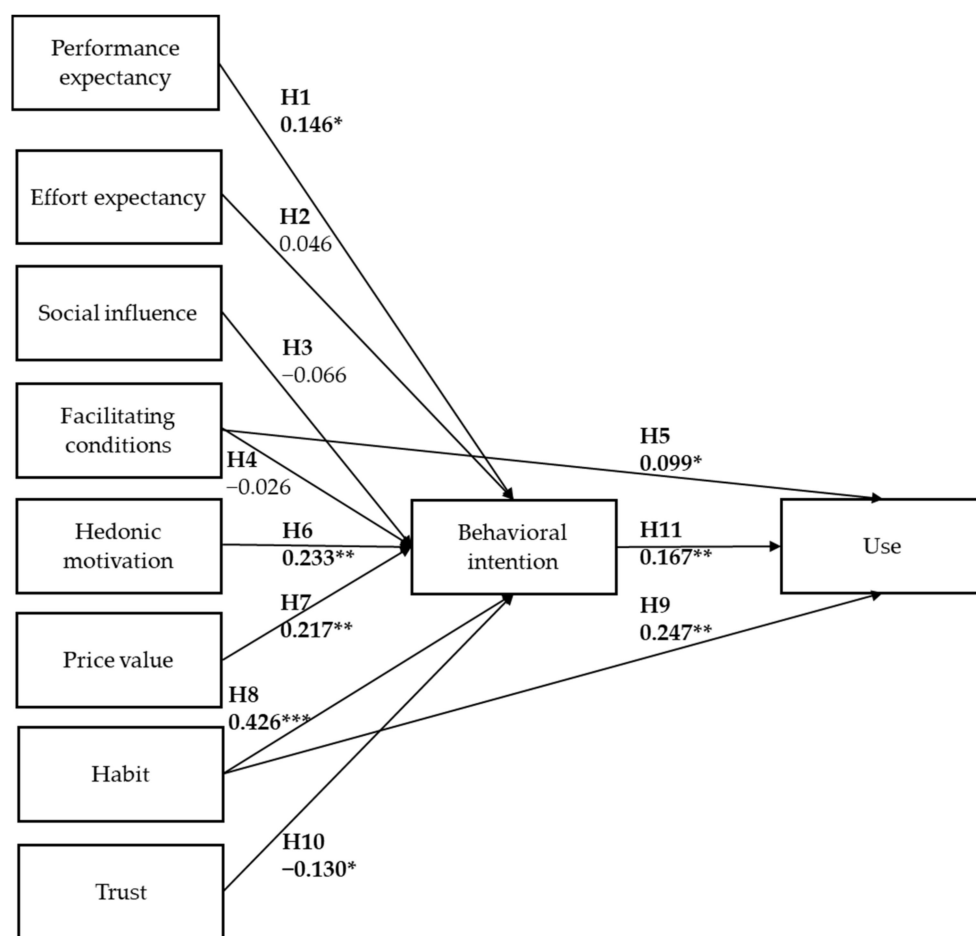 Performance
expectancy
H1
0.146*
Effort expectancy
H2
0.046
Social influence
H3
−0.066
Facilitating
conditions
H4
−0.026
H5
0.099*
Hedonic
motivation
H6
0.233**
Behavioral
intention
H11
0.167**
Use
Price value
H7
0.217**
H9
0.247**
Habit
H8
0.426***
Trust
H10
−0.130*